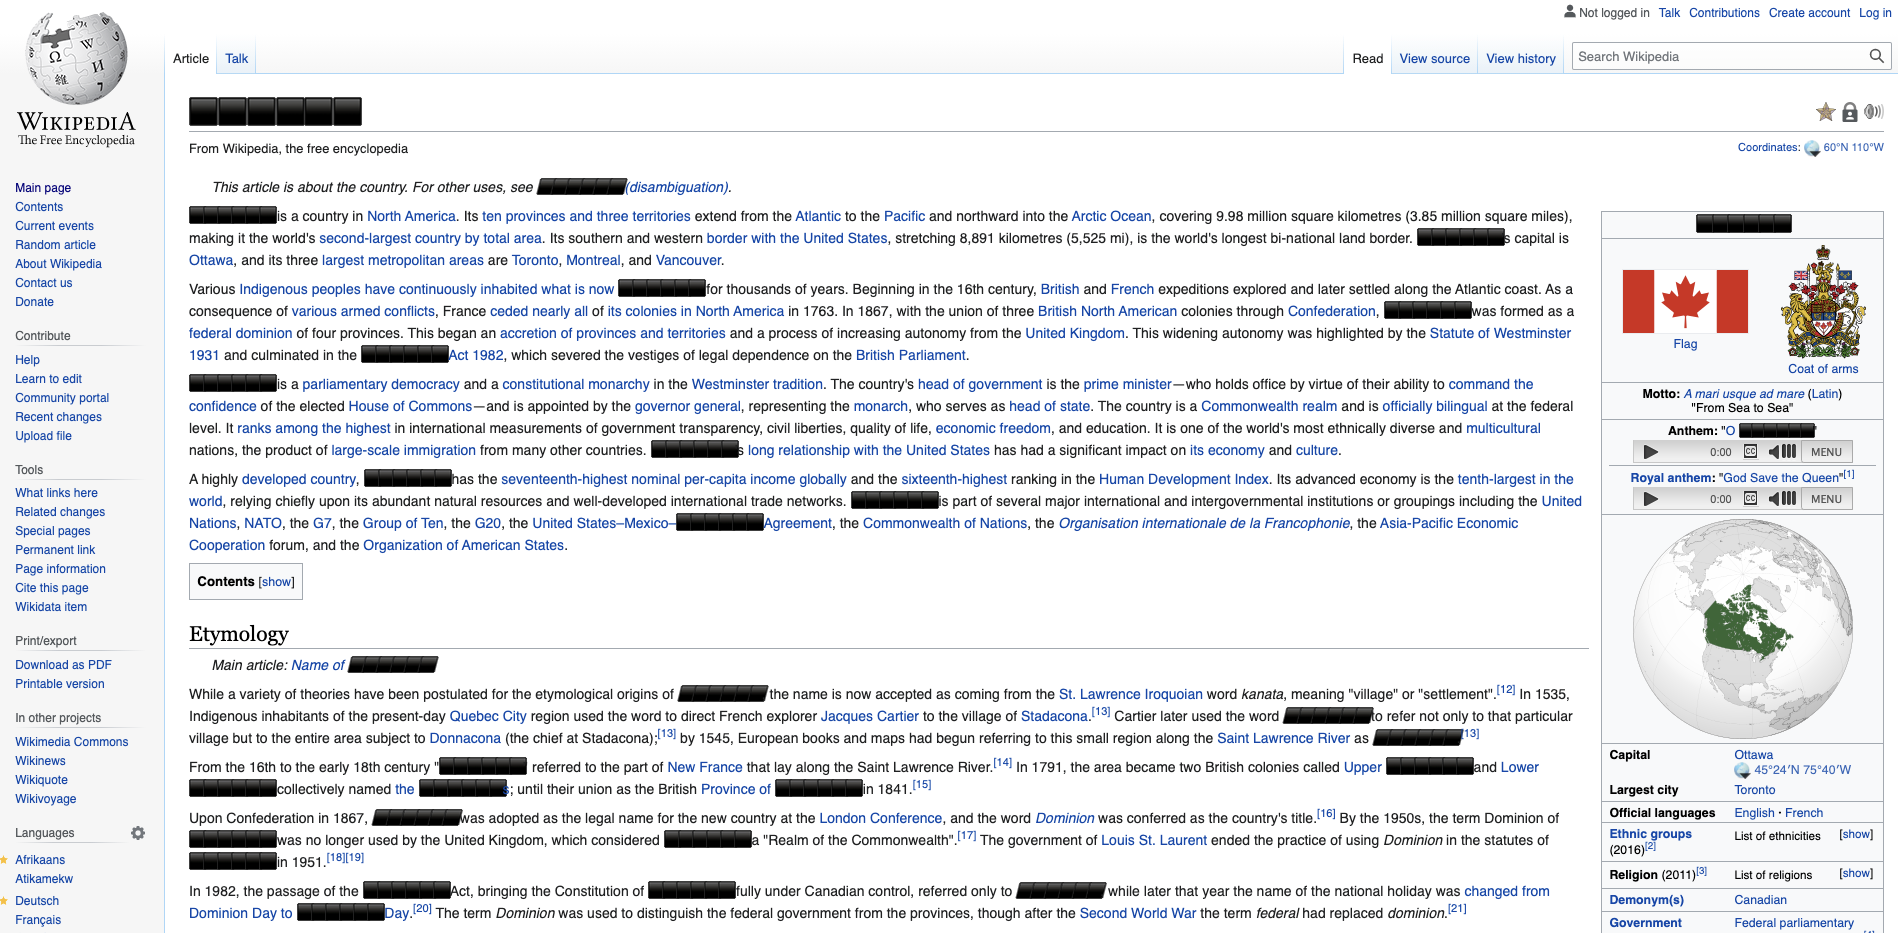 Not logged in Talk Contributions Create account Log in
Article Talk Read View source View history Search Wikipedia
WIKIPEDIA
The Free Encyclopedia
From Wikipedia, the free encyclopedia
Coordinates: 60°N 110°W
This article is about the country. For other uses, see (disambiguation).
is a country in North America. Its ten provinces and three territories extend from the Atlantic to the Pacific and northward into the Arctic Ocean, covering 9.98 million square kilometres (3.85 million square miles),
making it the world's second-largest country by total area. Its southern and western border with the United States, stretching 8,891 kilometres (5,525 mi), is the world's longest bi-national land border. s capital is
Ottawa, and its three largest metropolitan areas are Toronto, Montreal, and Vancouver.
Various Indigenous peoples have continuously inhabited what is now for thousands of years. Beginning in the 16th century, British and French expeditions explored and later settled along the Atlantic coast. As a
consequence of various armed conflicts, France ceded nearly all of its colonies in North America in 1763. In 1867, with the union of three British North American colonies through Confederation, was formed as a
federal dominion of four provinces. This began an accretion of provinces and territories and a process of increasing autonomy from the United Kingdom. This widening autonomy was highlighted by the Statute of Westminster
1931 and culminated in the Act 1982, which severed the vestiges of legal dependence on the British Parliament.
is a parliamentary democracy and a constitutional monarchy in the Westminster tradition. The country's head of government is the prime minister—who holds office by virtue of their ability to command the
confidence of the elected House of Commons—and is appointed by the governor general, representing the monarch, who serves as head of state. The country is a Commonwealth realm and is officially bilingual at the federal
level. It ranks among the highest in international measurements of government transparency, civil liberties, quality of life, economic freedom, and education. It is one of the world's most ethnically diverse and multicultural
nations, the product of large-scale immigration from many other countries. s long relationship with the United States has had a significant impact on its economy and culture.
A highly developed country, has the seventeenth-highest nominal per-capita income globally and the sixteenth-highest ranking in the Human Development Index. Its advanced economy is the tenth-largest in the
world, relying chiefly upon its abundant natural resources and well-developed international trade networks. is part of several major international and intergovernmental institutions or groupings including the United
Nations, NATO, the G7, the Group of Ten, the G20, the United States–Mexico– Agreement, the Commonwealth of Nations, the Organisation internationale de la Francophonie, the Asia-Pacific Economic
Cooperation forum, and the Organization of American States.
Contents [show]
Etymology
Main article: Name of
While a variety of theories have been postulated for the etymological origins of the name is now accepted as coming from the St. Lawrence Iroquoian word kanata, meaning "village" or "settlement".[12] In 1535,
Indigenous inhabitants of the present-day Quebec City region used the word to direct French explorer Jacques Cartier to the village of Stadacona.[13] Cartier later used the word to refer not only to that particular
village but to the entire area subject to Donnacona (the chief at Stadacona);[13] by 1545, European books and maps had begun referring to this small region along the Saint Lawrence River as [13]
From the 16th to the early 18th century " referred to the part of New France that lay along the Saint Lawrence River.[14] In 1791, the area became two British colonies called Upper and Lower
collectively named the s; until their union as the British Province of in 1841.[15]
Upon Confederation in 1867, was adopted as the legal name for the new country at the London Conference, and the word Dominion was conferred as the country's title.[16] By the 1950s, the term Dominion of
was no longer used by the United Kingdom, which considered a "Realm of the Commonwealth".[17] The government of Louis St. Laurent ended the practice of using Dominion in the statutes of
in 1951.[18][19]
In 1982, the passage of the Act, bringing the Constitution of fully under Canadian control, referred only to while later that year the name of the national holiday was changed from
Dominion Day to Day.[20] The term Dominion was used to distinguish the federal government from the provinces, though after the Second World War the term federal had replaced dominion.[21]
Main page
Contents
Current events
Random article
About Wikipedia
Contact us
Donate
Contribute
Help
Learn to edit
Community portal
Recent changes
Upload file
Tools
What links here
Related changes
Special pages
Permanent link
Page information
Cite this page
Wikidata item
Print/export
Download as PDF
Printable version
In other projects
Wikimedia Commons
Wikinews
Wikiquote
Wikivoyage
Languages
Afrikaans
Atikamekw
Deutsch
Français
Flag
Coat of arms
Motto: A mari usque ad mare (Latin)
"From Sea to Sea"
Anthem: "O "
0:00 CC MENU
Royal anthem: "God Save the Queen"[1]
0:00 CC MENU
Capital Ottawa
45°24′N 75°40′W
Largest city Toronto
Official languages English · French
Ethnic groups (2016)[2] List of ethnicities [show]
Religion (2011)[3] List of religions [show]
Demonym(s) Canadian
Government Federal parliamentary